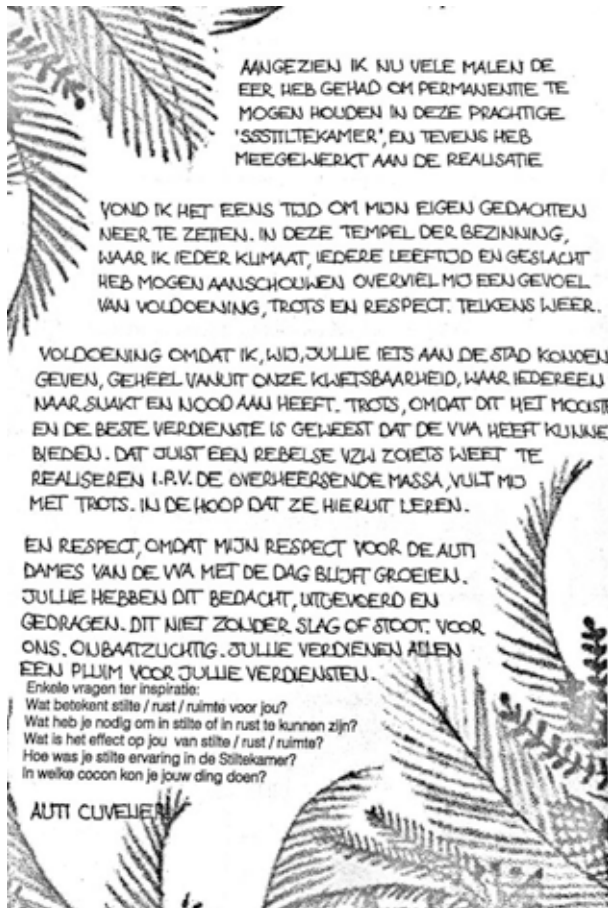 AANGEZIEN IK NU VELE MALEN DE
EER HEB GEHAD OM PERMANENTIE TE
MOGEN HOUDEN IN DEZE PRACHTIGE
'SSSTILTEKAMER', EN TEVENS HEB
MEEGEWERKT AAN DE REALISATIE
VOND IK HET EENS TIJD OM MIJN EIGEN GEDACHTEN
NEER TE ZETTEN. IN DEZE TEMPEL DER BEZINNING,
WAAR IK IEDER KLIMAAT, IEDERE LEEFTIJD EN GESLACHT
HEB MOGEN AANSCHOUWEN OVERVIEL MIJ EEN GEVOEL
VAN VOLDOENING, TROTS EN RESPECT. TELKENS WEER.
VOLDOENING OMDAT IK, WIJ, JULLIE IETS AAN DE STAD KONDEN
GEVEN, GEHEEL VANUIT ONZE KWETSBAARHEID, WAAR IEDEREEN
NAAR SNAKT EN NOOD AAN HEEFT. TROTS, OMDAT DIT HET MOOIST
EN DE BESTE VERDIENSTE IS GEWEEST DAT DE VVA HEEFT KUNNE
BIEDEN. DAT JUIST EEN REBELSE VZW ZOIETS WEET TE
REALISEREN I.P.V. DE OVERHEERSENDE MASSA, VULT MIJ
MET TROTS. IN DE HOOP DAT ZE HIERUIT LEREN.
EN RESPECT, OMDAT MIJN RESPECT VOOR DE AUTI
DAMES VAN DE VVA MET DE DAG BLIJFT GROEIEN.
JULLIE HEBBEN DIT BEDACHT, UITGEVOERD EN
GEDRAGEN. DIT NIET ZONDER SLAG OF STOOT. VOOR
ONS. ONBAATZUCHTIG. JULLIE VERDIENEN ALLEN
EEN PLUIM VOOR JULLIE VERDIENSTEN.
Enkele vragen ter inspiratie:
Wat betekent stilte / rust / ruimte voor jou?
Wat heb je nodig om in stilte of in rust te kunnen zijn?
Wat is het effect op jou van stilte / rust / ruimte?
Hoe was je stilte ervaring in de Stiltekamer?
In welke cocon kon je jouw ding doen?
AUTI CUVELIER